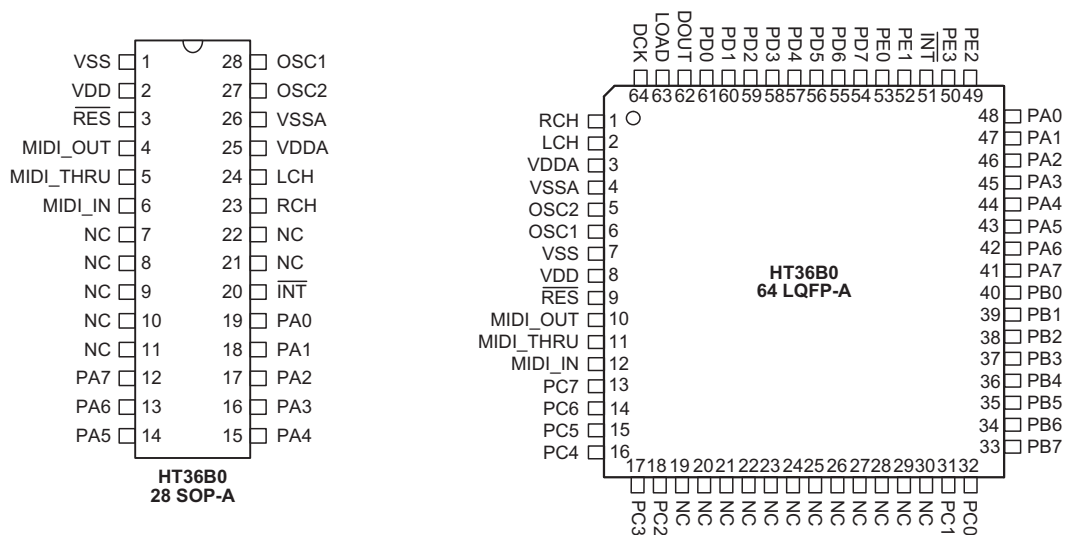 VSS 1 28 OSC1
VDD 2 27 OSC2
RES 3 26 VSSA
MIDI_OUT 4 25 VDDA
MIDI_THRU 5 24 LCH
MIDI_IN 6 23 RCH
NC 7 22 NC
NC 8 21 NC
NC 9 20 INT
NC 10 19 PA0
NC 11 18 PA1
PA7 12 17 PA2
PA6 13 16 PA3
PA5 14 15 PA4
HT36B0
28 SOP-A
DCK LOAD DOUT PD0 PD1 PD2 PD3 PD4 PD5 PD6 PD7 PE0 PE1 INT PE3 PE2
64 63 62 61 60 59 58 57 56 55 54 53 52 51 50 49
RCH 1 48 PA0
LCH 2 47 PA1
VDDA 3 46 PA2
VSSA 4 45 PA3
OSC2 5 44 PA4
OSC1 6 43 PA5
VSS 7 42 PA6
VDD 8 41 PA7
RES 9 40 PB0
MIDI_OUT 10 39 PB1
MIDI_THRU 11 38 PB2
MIDI_IN 12 37 PB3
PC7 13 36 PB4
PC6 14 35 PB5
PC5 15 34 PB6
PC4 16 33 PB7
HT36B0
64 LQFP-A
17 18 19 20 21 22 23 24 25 26 27 28 29 30 31 32
PC3 PC2 NC NC NC NC NC NC NC NC NC NC NC NC PC1 PC0